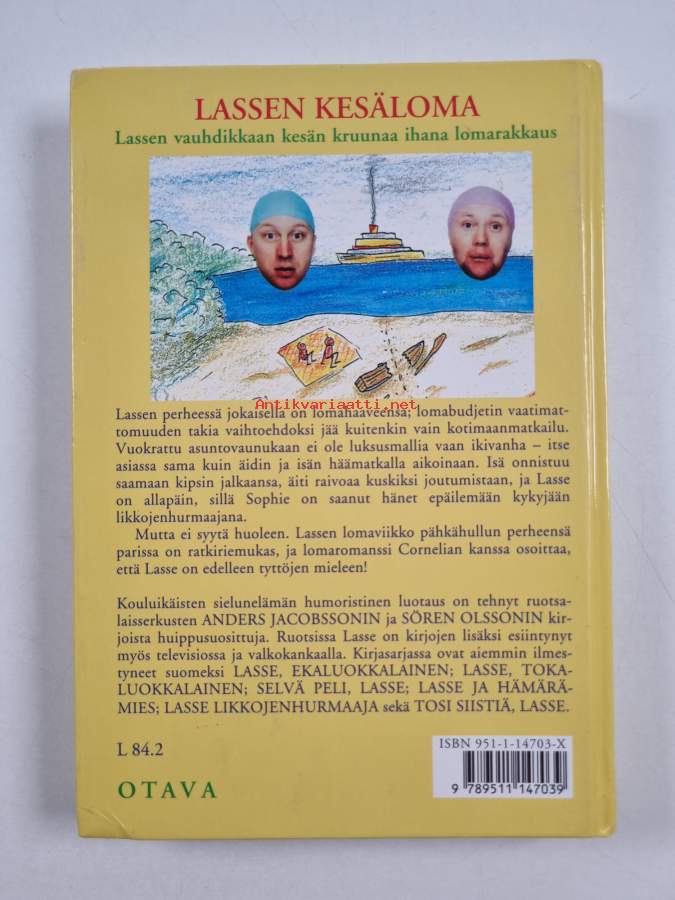 LASSEN KESÄLOMA
Lassen vauhdikkaan kesän kruunaa ihana lomarakkaus
Antikvariaatti.net
Lassen perheessä jokaisella on lomahaaveensa, lomabudjetin vaatimat-
tomuuden takia vaihtoehdoksi jää kuitenkin vain kotimaanmatkailu.
Vuokrattu asuntovaunukaan ei ole luksusmallia vaan ikivanha – itse
asiassa sama kuin äidin ja isän häämatkalla aikoinaan. Isä onnistuu
saamaan kipsin jalkaansa, äiti raivoaa kuskiksi joutumistaan, ja Lasse
on allapäin, sillä Sophie on saanut hänet epäilemään kykyjään
likkojenhurmaajana.
Mutta ei syytä huoleen. Lassen lomaviikko pähkähullun perheensä
parissa on ratkiriemukas, ja lomaromanssi Cornelian kanssa osoittaa,
että Lasse on edelleen tyttöjen mieleen!
Kouluikäisten sielunelämän humoristinen luotaus on tehnyt ruotsa-
laisserkusten ANDERS JACOBSSONIN ja SÖREN OLSSONIN kir-
joista huippusuosittuja. Ruotsissa Lasse on kirjojen lisäksi esiintynyt
myös televisiossa ja valkokankaalla. Kirjasarjassa ovat aiemmin ilmes-
tyneet suomeksi LASSE, EKALUOKKALAINEN; LASSE, TOKA-
LUOKKALAINEN; SELVÄ PELI, LASSE; LASSE JA HÄMÄRÄ-
MIES; LASSE LIKKOJENHURMAAJA sekä TOSI SIISTIÄ, LASSE.
L 84.2
ISBN 951-1-14703-X
9 789511 147039
OTAVA